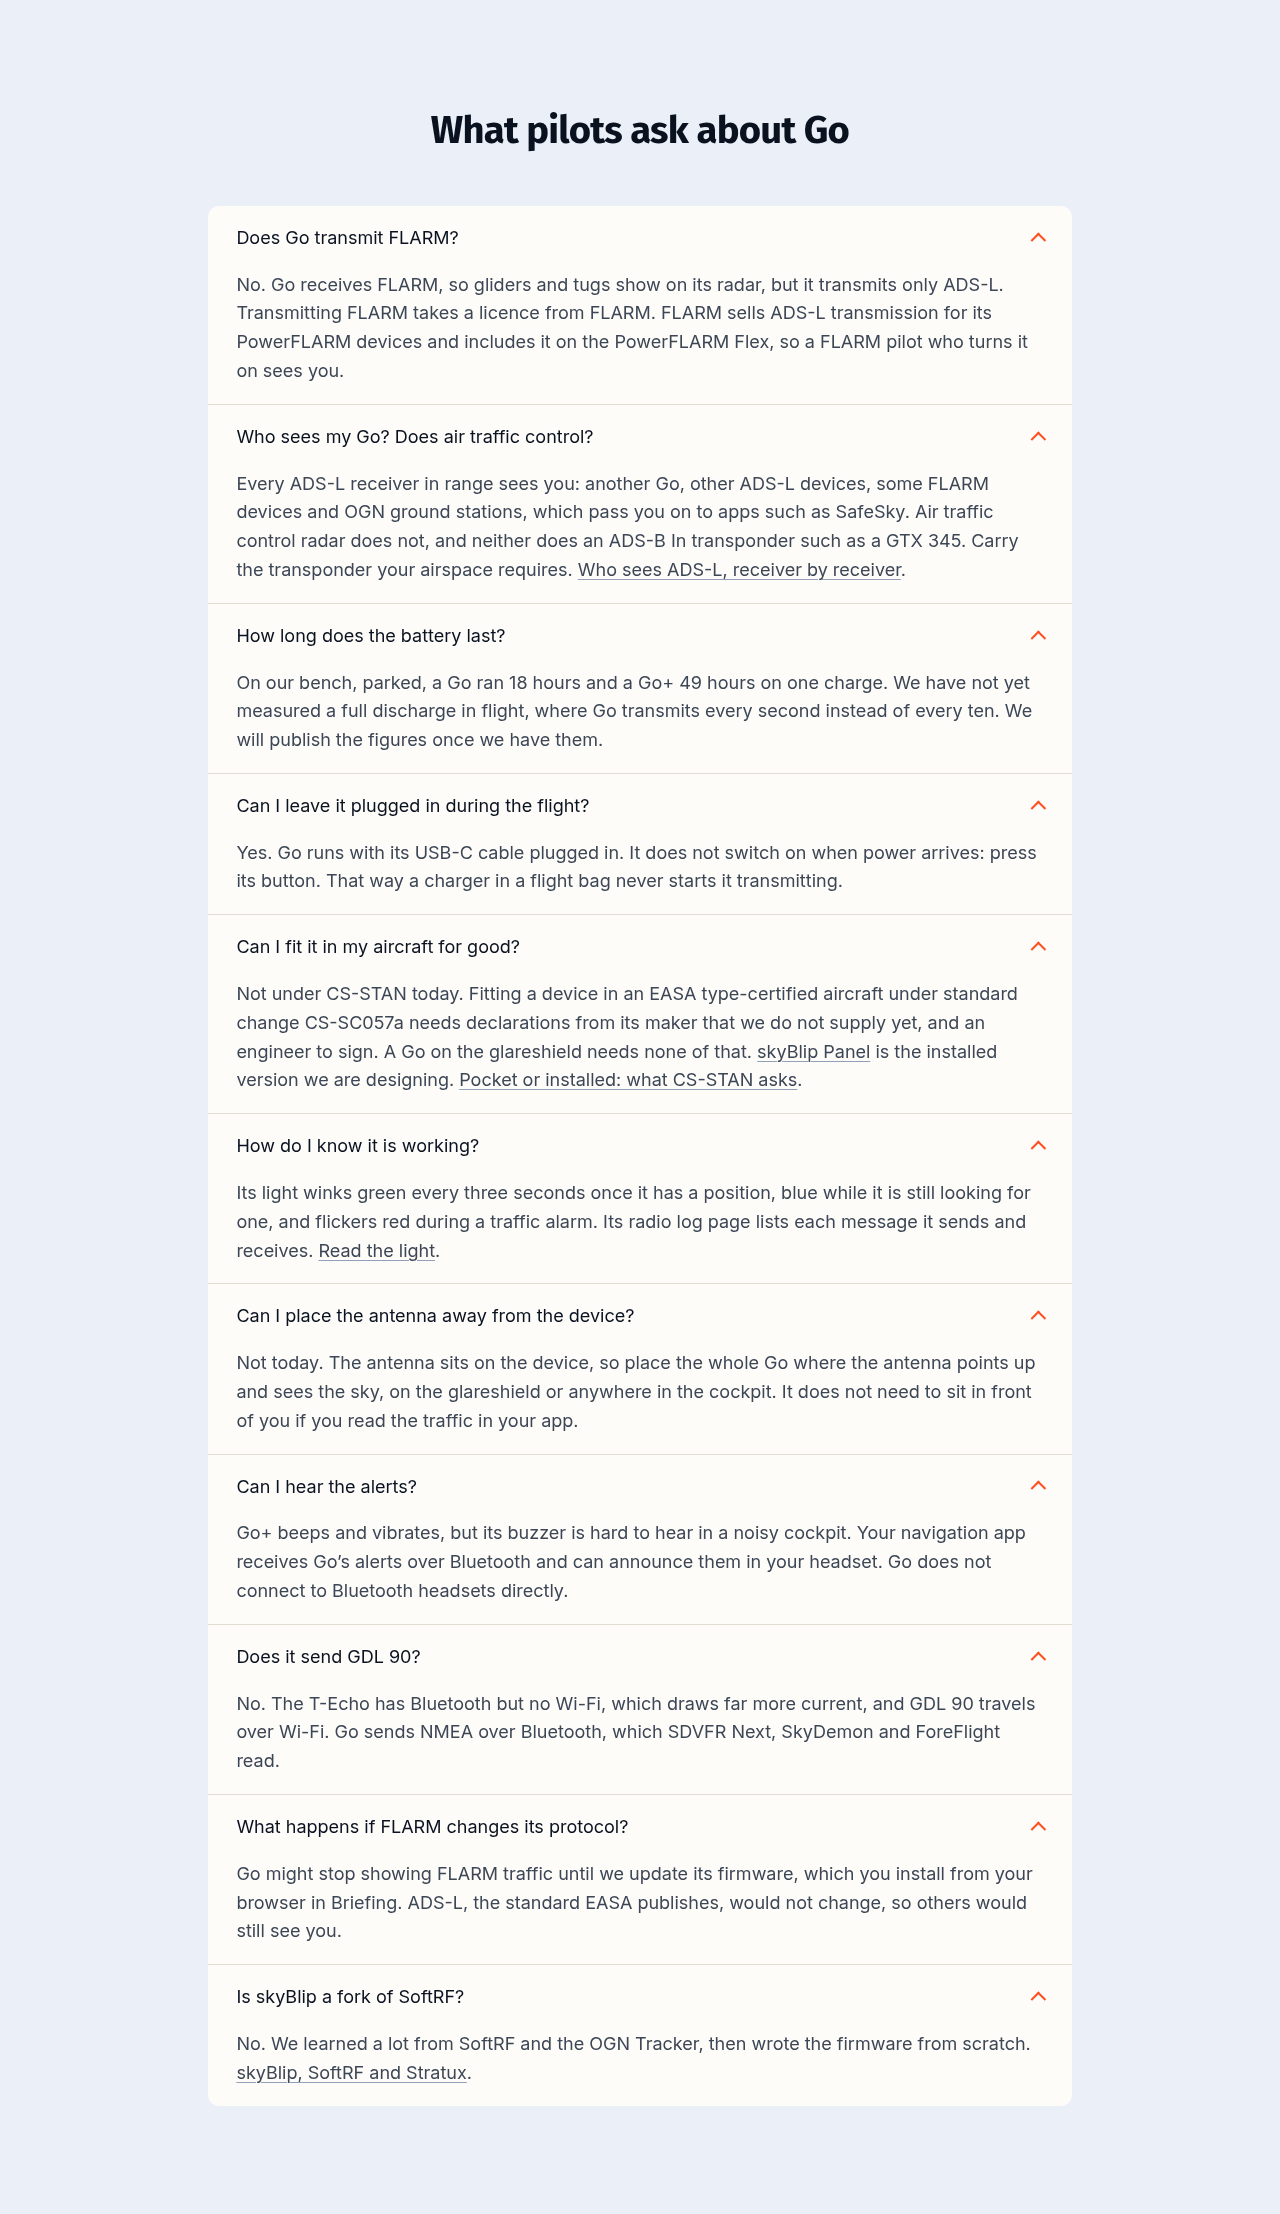 What pilots ask about Go
Does Go transmit FLARM?
No. Go receives FLARM, so gliders and tugs show on its radar, but it transmits only ADS-L.
Transmitting FLARM takes a licence from FLARM. FLARM sells ADS-L transmission for its
PowerFLARM devices and includes it on the PowerFLARM Flex, so a FLARM pilot who turns it
on sees you.
Who sees my Go? Does air traffic control?
Every ADS-L receiver in range sees you: another Go, other ADS-L devices, some FLARM
devices and OGN ground stations, which pass you on to apps such as SafeSky. Air traffic
control radar does not, and neither does an ADS-B In transponder such as a GTX 345. Carry
the transponder your airspace requires. Who sees ADS-L, receiver by receiver.
How long does the battery last?
On our bench, parked, a Go ran 18 hours and a Go+ 49 hours on one charge. We have not yet
measured a full discharge in flight, where Go transmits every second instead of every ten. We
will publish the figures once we have them.
Can I leave it plugged in during the flight?
Yes. Go runs with its USB-C cable plugged in. It does not switch on when power arrives: press
its button. That way a charger in a flight bag never starts it transmitting.
Can I fit it in my aircraft for good?
Not under CS-STAN today. Fitting a device in an EASA type-certified aircraft under standard
change CS-SC057a needs declarations from its maker that we do not supply yet, and an
engineer to sign. A Go on the glareshield needs none of that. skyBlip Panel is the installed
version we are designing. Pocket or installed: what CS-STAN asks.
How do I know it is working?
Its light winks green every three seconds once it has a position, blue while it is still looking for
one, and flickers red during a traffic alarm. Its radio log page lists each message it sends and
receives. Read the light.
Can I place the antenna away from the device?
Not today. The antenna sits on the device, so place the whole Go where the antenna points up
and sees the sky, on the glareshield or anywhere in the cockpit. It does not need to sit in front
of you if you read the traffic in your app.
Can I hear the alerts?
Go+ beeps and vibrates, but its buzzer is hard to hear in a noisy cockpit. Your navigation app
receives Go’s alerts over Bluetooth and can announce them in your headset. Go does not
connect to Bluetooth headsets directly.
Does it send GDL 90?
No. The T-Echo has Bluetooth but no Wi-Fi, which draws far more current, and GDL 90 travels
over Wi-Fi. Go sends NMEA over Bluetooth, which SDVFR Next, SkyDemon and ForeFlight
read.
What happens if FLARM changes its protocol?
Go might stop showing FLARM traffic until we update its firmware, which you install from your
browser in Briefing. ADS-L, the standard EASA publishes, would not change, so others would
still see you.
Is skyBlip a fork of SoftRF?
No. We learned a lot from SoftRF and the OGN Tracker, then wrote the firmware from scratch.
skyBlip, SoftRF and Stratux.